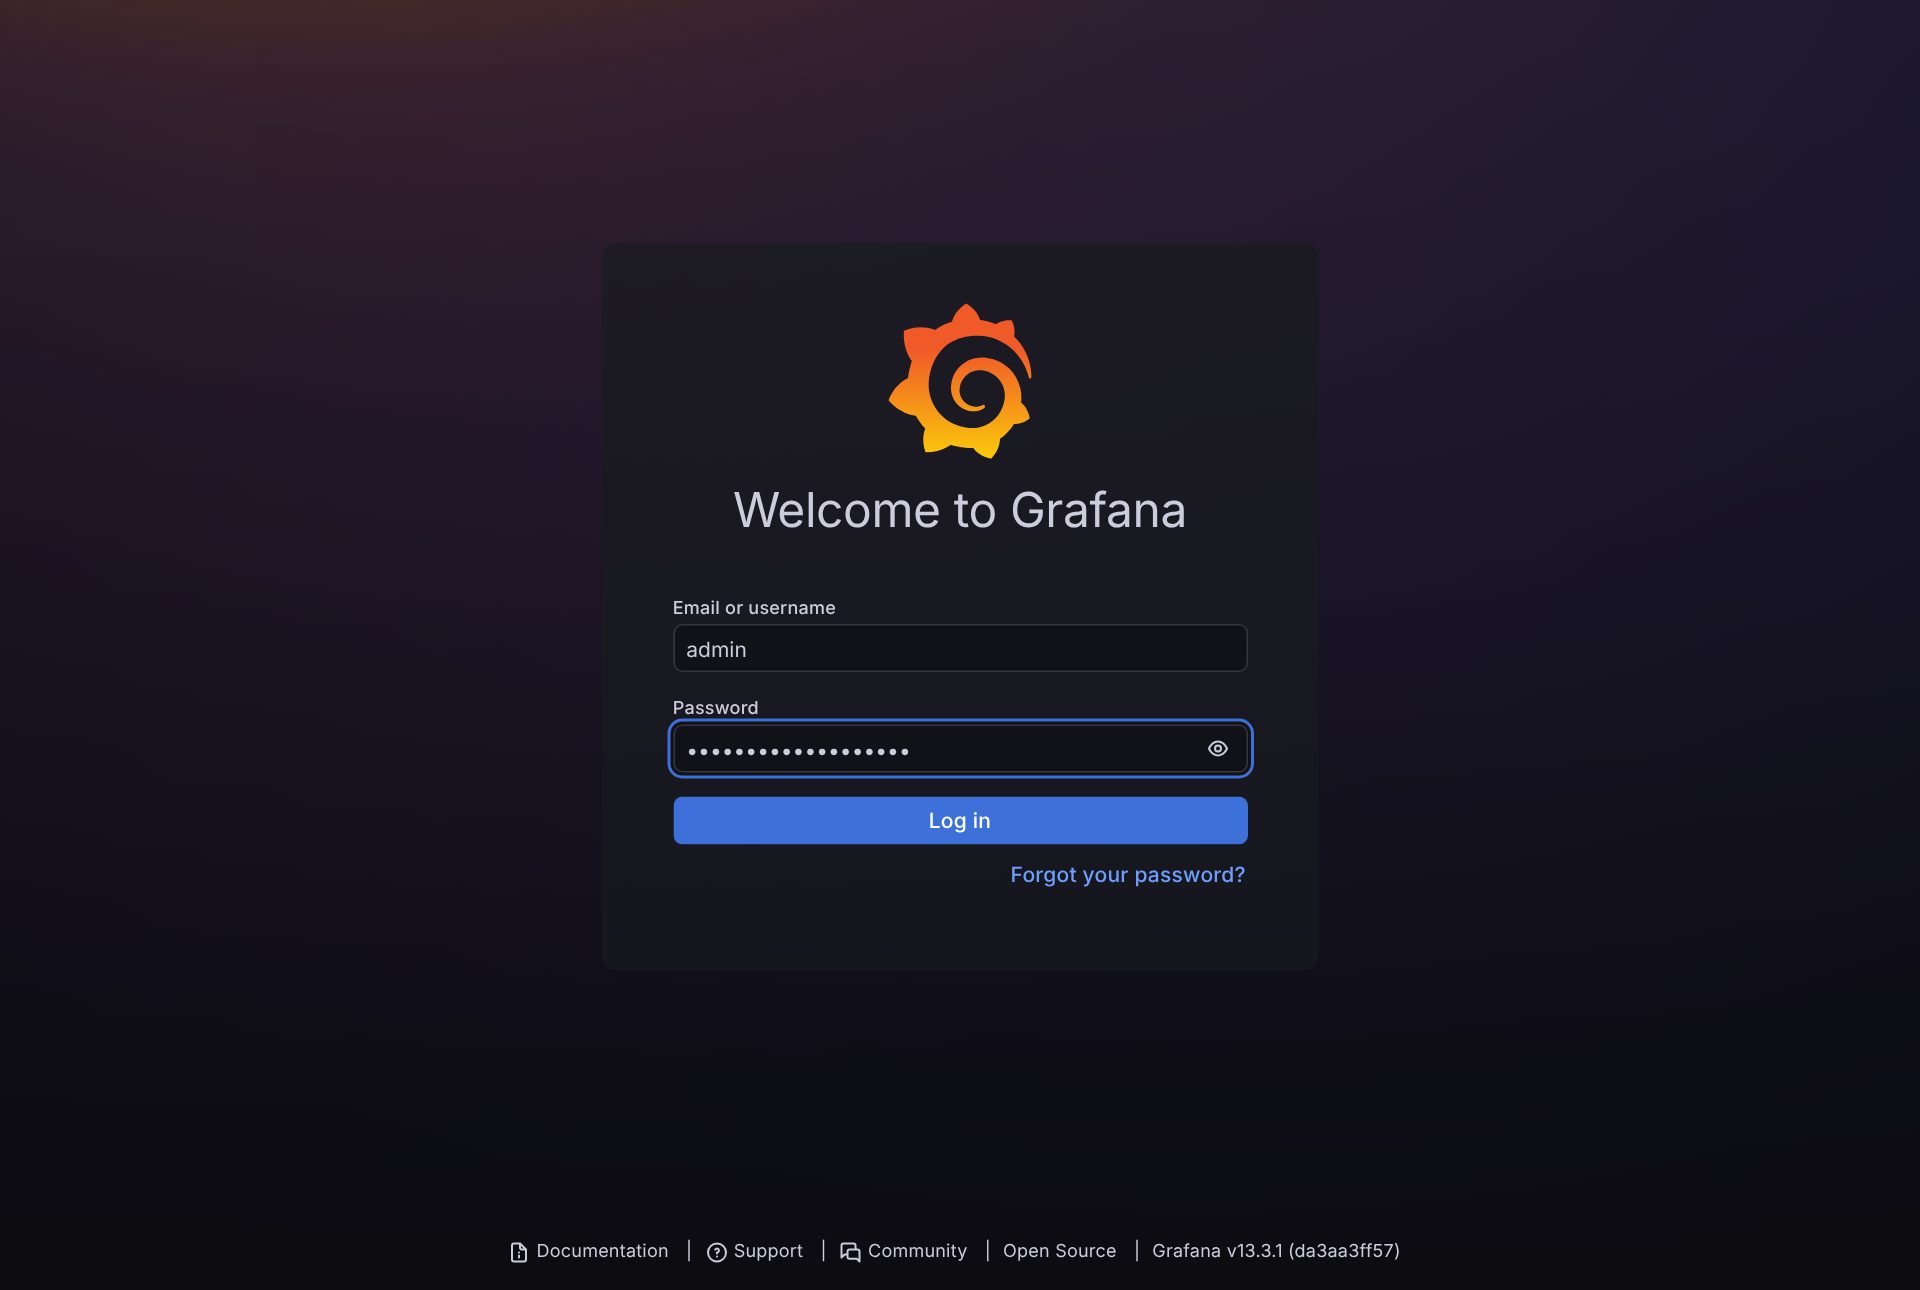 Welcome to Grafana
Email or username
admin
Password
••••••••••••••••••• 
Log in
Forgot your password?
Documentation | Support | Community | Open Source | Grafana v13.3.1 (da3aa3ff57)